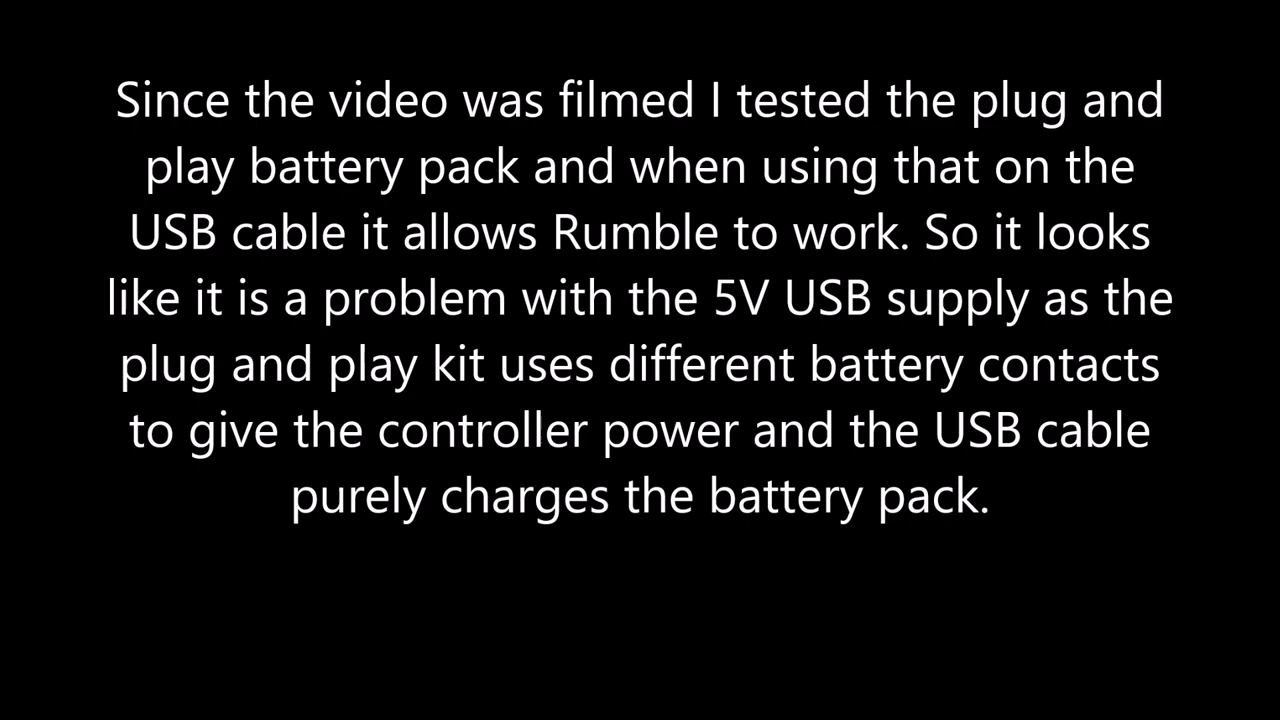 Since the video was filmed I tested the plug and
play battery pack and when using that on the
USB cable it allows Rumble to work. So it looks
like it is a problem with the 5V USB supply as the
plug and play kit uses different battery contacts
to give the controller power and the USB cable
purely charges the battery pack.